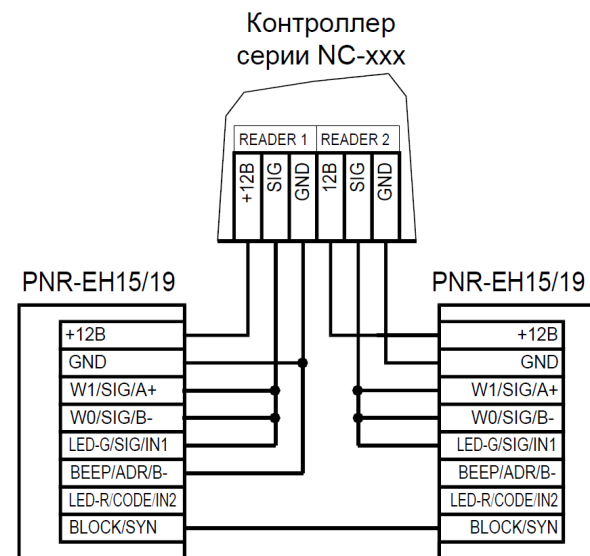 Контроллер
серии NC-xxx
READER 1 READER 2
+12В SIG GND 12В SIG GND
PNR-EH15/19
+12В
GND
W1/SIG/A+
W0/SIG/B-
LED-G/SIG/IN1
BEEP/ADR/B-
LED-R/CODE/IN2
BLOCK/SYN
PNR-EH15/19
+12В
GND
W1/SIG/A+
W0/SIG/B-
LED-G/SIG/IN1
BEEP/ADR/B-
LED-R/CODE/IN2
BLOCK/SYN